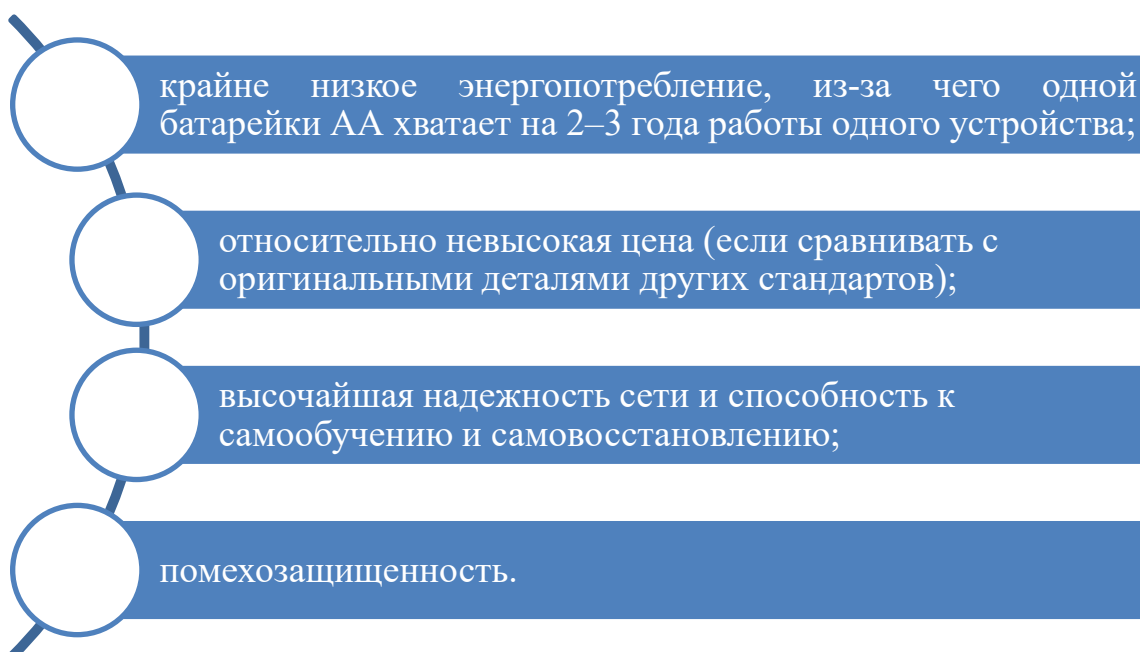 крайне низкое энергопотребление, из-за чего одной
батарейки АА хватает на 2–3 года работы одного устройства;
относительно невысокая цена (если сравнивать с
оригинальными деталями других стандартов);
высочайшая надежность сети и способность к
самообучению и самовосстановлению;
помехозащищенность.